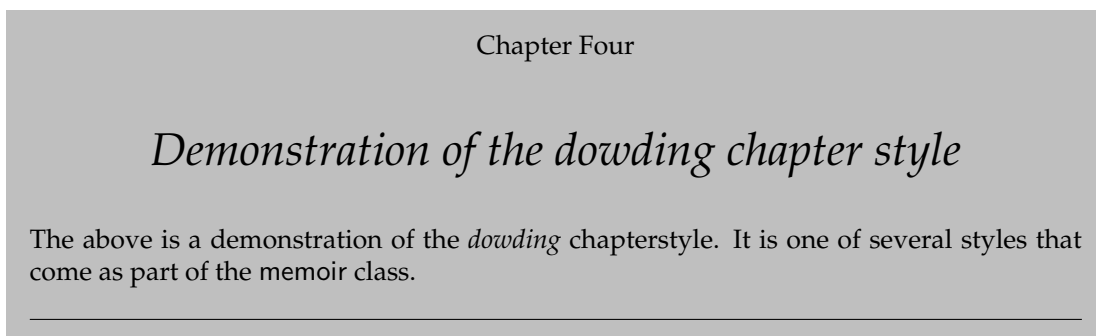 Chapter Four
Demonstration of the dowding chapter style
The above is a demonstration of the dowding chapterstyle. It is one of several styles that
come as part of the memoir class.